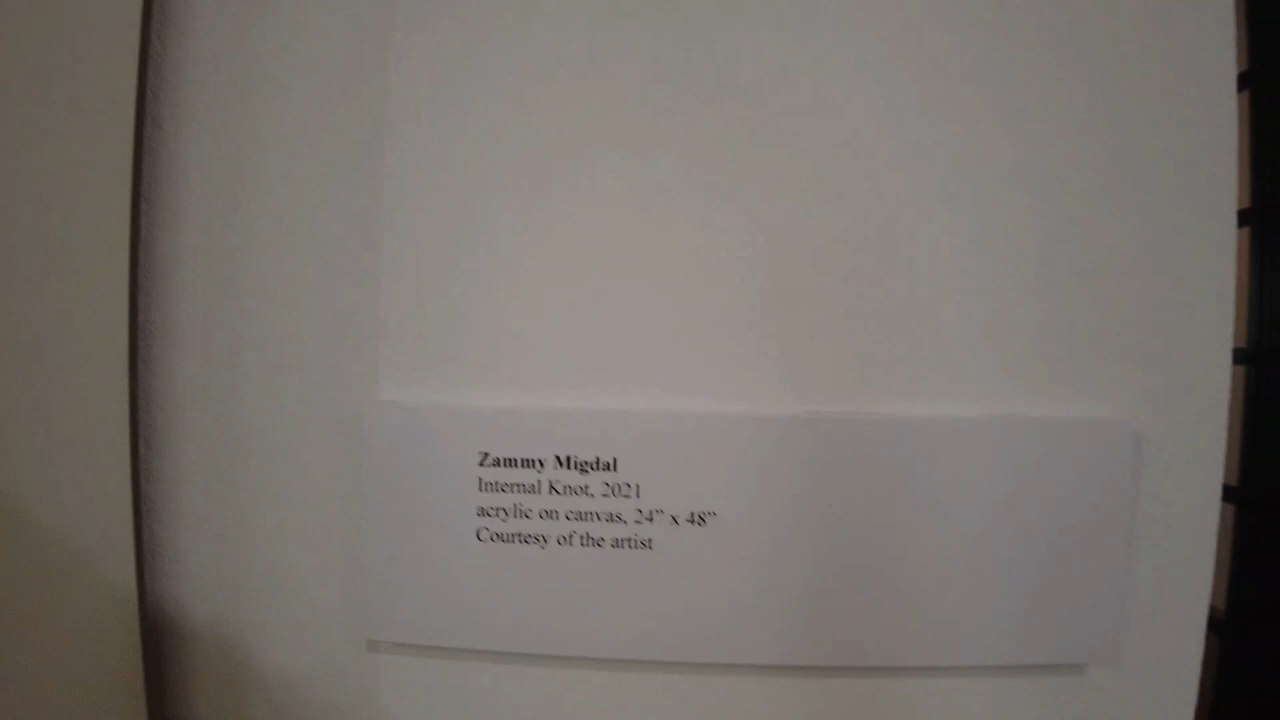 Zammy Migdal
Internal Knot, 2021
acrylic on canvas, 24” x 48”
Courtesy of the artist